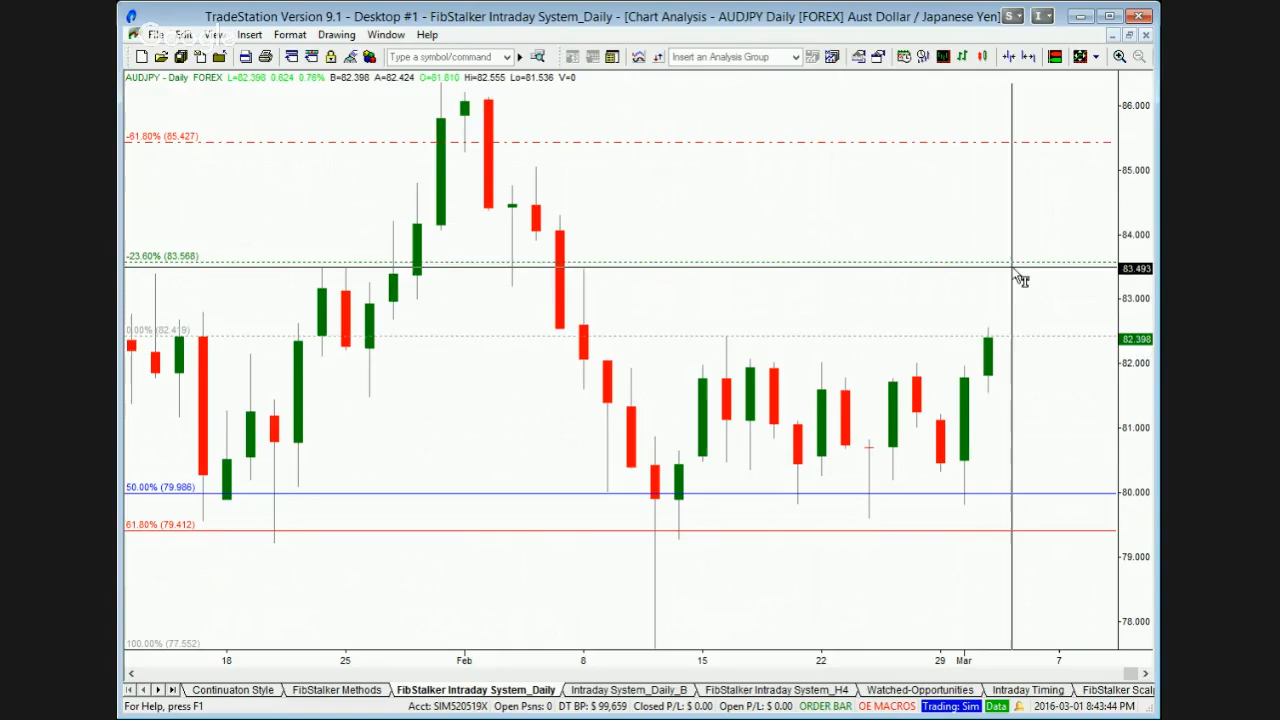 TradeStation Version 9.1 - Desktop #1 - FibStalker Intraday System_Daily - [Chart Analysis - AUDJPY Daily [FOREX] Aust Dollar / Japanese Yen]
S
I
File Edit View Insert Format Drawing Window Help
Google
Type a symbol/command
Insert an Analysis Group
AUDJPY - Daily FOREX L=82.398 0.624 0.76% B=82.398 A=82.424 O=81.810 Hi=82.555 Lo=81.536 V=0
86.000
-61.80% (85.427)
85.000
84.000
-23.60% (83.568)
83.493
83.000
0.00% (82.419)
82.398
82.000
81.000
50.00% (79.986)
80.000
61.80% (79.412)
79.000
78.000
100.00% (77.552)
18 25 Feb 8 15 22 29 Mar 7
Continuaton Style FibStalker Methods FibStalker Intraday System_Daily Intraday System_Daily_B FibStalker Intraday System_H4 Watched-Opportunities Intraday Timing FibStalker Scal
For Help, press F1 Acct: SIM520519X Open Psns: 0 DT BP: $ 99,659 Closed P/L: $ 0.00 Open P/L: $ 0.00 ORDER BAR OE MACROS Trading: Sim Data 2016-03-01 8:43:44 PM